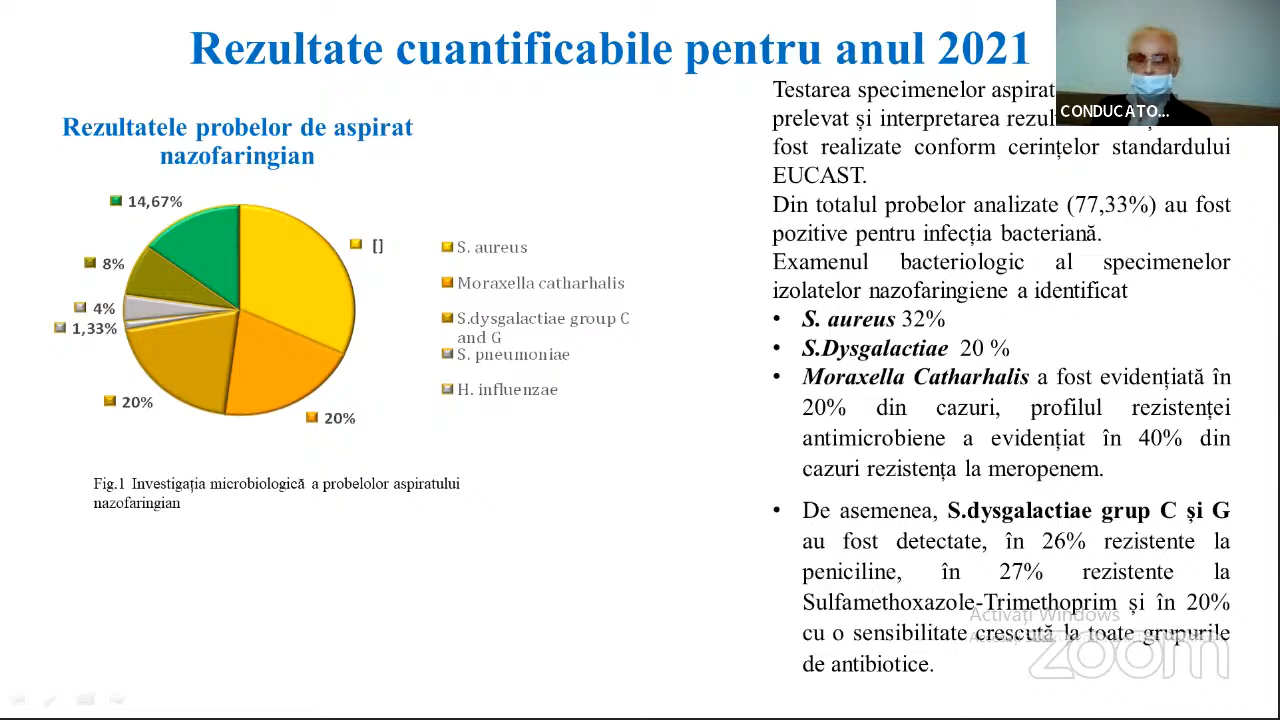 Rezultate cuantificabile pentru anul 2021
CONDUCATO...
Rezultatele probelor de aspirat
nazofaringian
14,67%
8%
4%
1,33%
20%
20%
[]
S. aureus
Moraxella catharhalis
S.dysgalactiae group C
and G
S. pneumoniae
H. influenzae
Fig.1 Investigația microbiologică a probelolor aspiratului
nazofaringian
Testarea specimenelor aspirat
prelevat și interpretarea rezul
fost realizate conform cerințelor standardului
EUCAST.
Din totalul probelor analizate (77,33%) au fost
pozitive pentru infecția bacteriană.
Examenul bacteriologic al specimenelor
izolatelor nazofaringiene a identificat
• S. aureus 32%
• S.Dysgalactiae 20 %
• Moraxella Catharhalis a fost evidențiată în
20% din cazuri, profilul rezistenței
antimicrobiene a evidențiat în 40% din
cazuri rezistența la meropenem.
• De asemenea, S.dysgalactiae grup C și G
au fost detectate, în 26% rezistente la
peniciline, în 27% rezistente la
Sulfamethoxazole-Trimethoprim și în 20%
cu o sensibilitate crescută la toate grupurile
de antibiotice.
Activați Windows
zoom